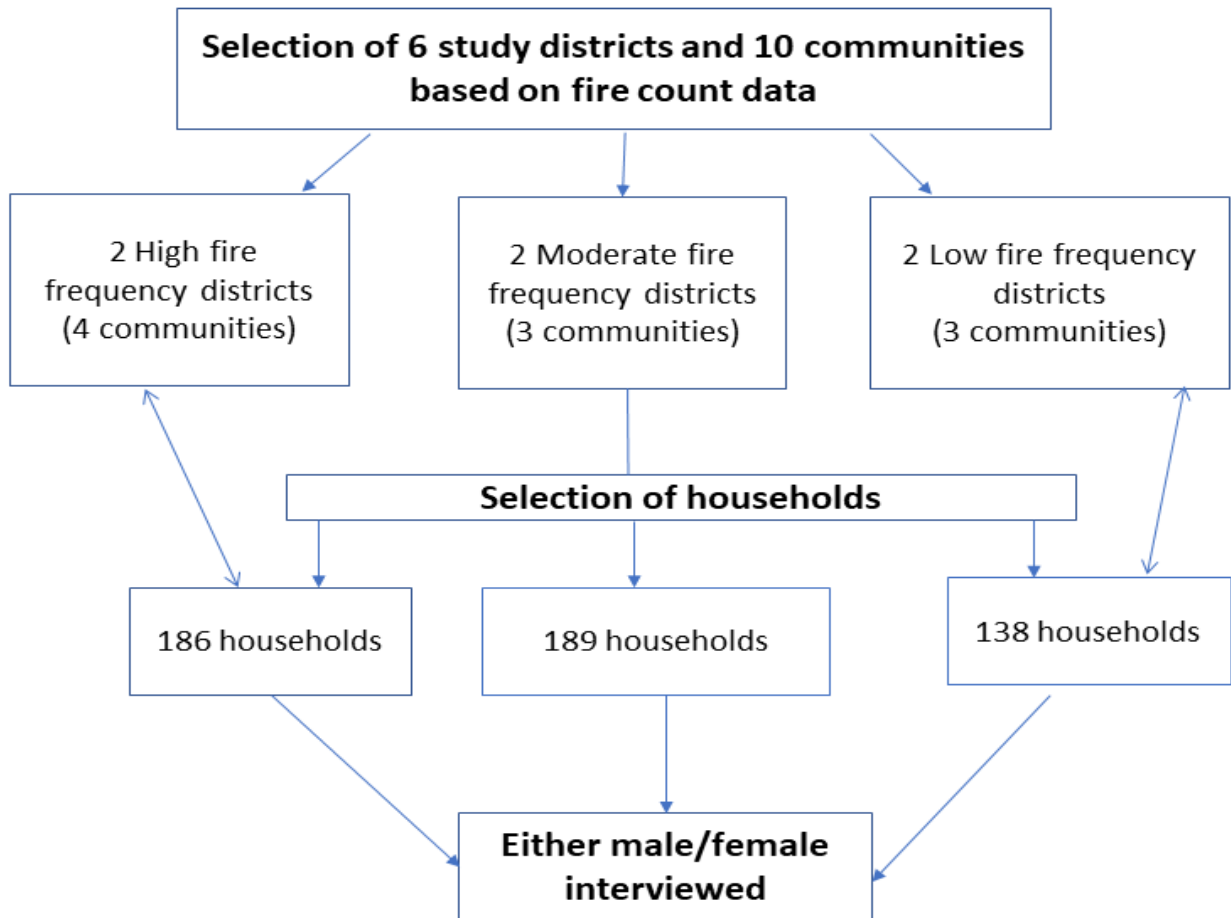 Selection of 6 study districts and 10 communities
based on fire count data
2 High fire
frequency districts
(4 communities)
2 Moderate fire
frequency districts
(3 communities)
2 Low fire frequency
districts
(3 communities)
Selection of households
186 households
189 households
138 households
Either male/female
interviewed